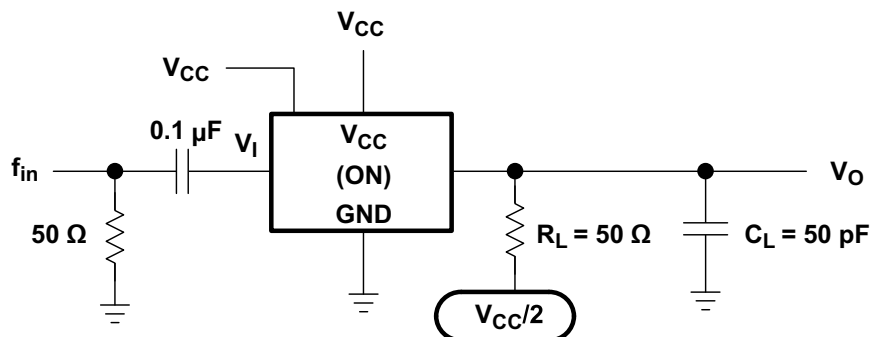 VCC
VCC
0.1 µF
VI
VCC
fin
(ON)
VO
GND
50 Ω
RL = 50 Ω
CL = 50 pF
VCC/2